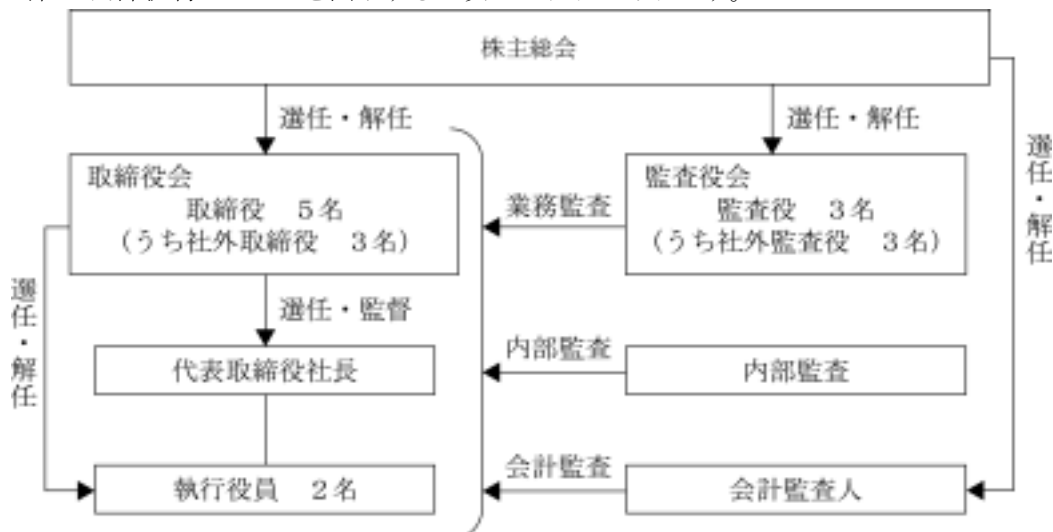 株主総会
選任・解任
選任・解任
選任・解任
取締役会
取締役 5名
（うち社外取締役 3名）
業務監査
監査役会
監査役 3名
（うち社外監査役 3名）
選任・解任
選任・監督
代表取締役社長
内部監査
内部監査
執行役員 2名
会計監査
会計監査人